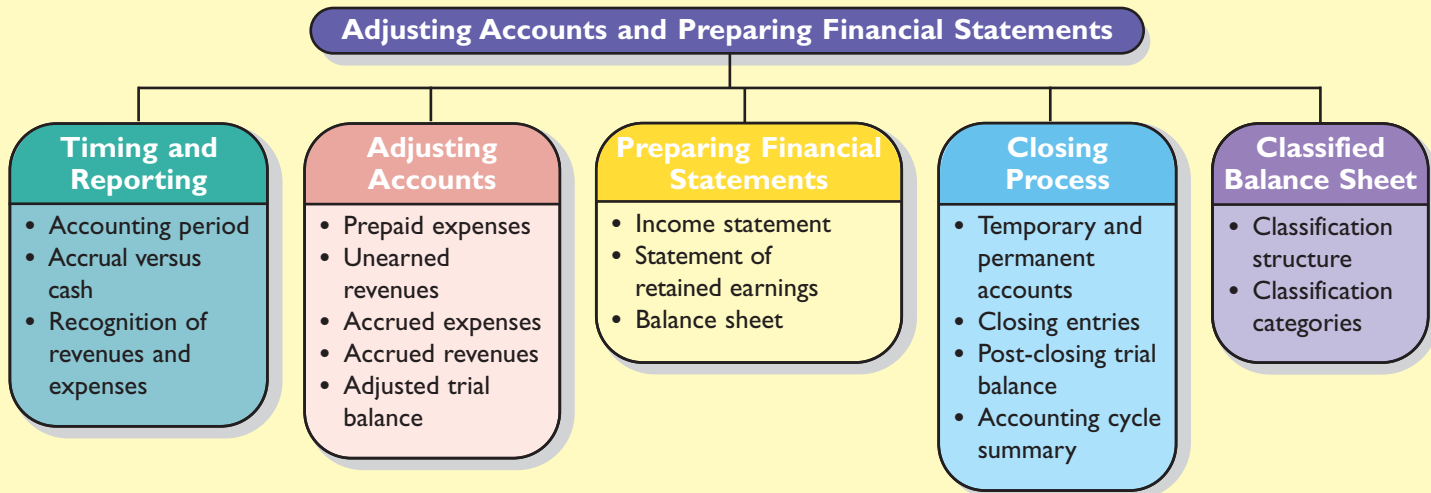 Adjusting Accounts and Preparing Financial Statements
Timing and
Reporting
• Accounting period
• Accrual versus
cash
• Recognition of
revenues and
expenses
Adjusting
Accounts
• Prepaid expenses
• Unearned
revenues
• Accrued expenses
• Accrued revenues
• Adjusted trial
balance
Preparing Financial
Statements
• Income statement
• Statement of
retained earnings
• Balance sheet
Closing
Process
• Temporary and
permanent
accounts
• Closing entries
• Post-closing trial
balance
• Accounting cycle
summary
Classified
Balance Sheet
• Classification
structure
• Classification
categories